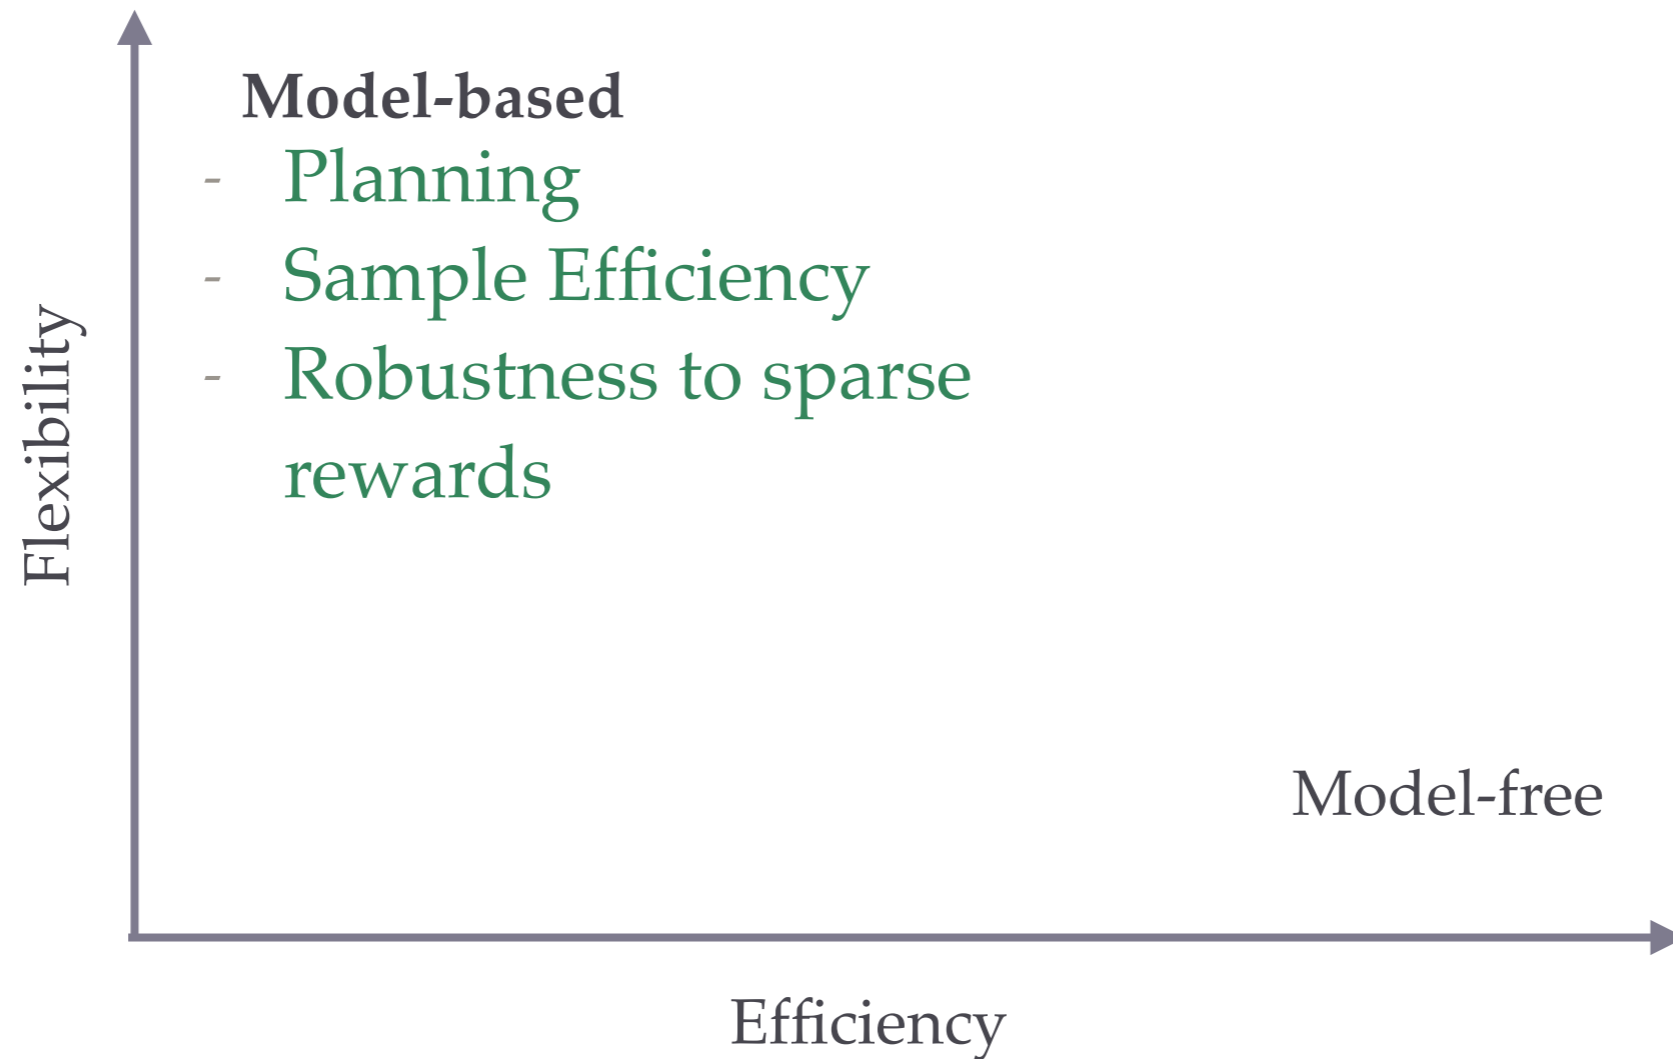 Model-based
- Planning
- Sample Efficiency
- Robustness to sparse
rewards
Flexibility
Model-free
Efficiency